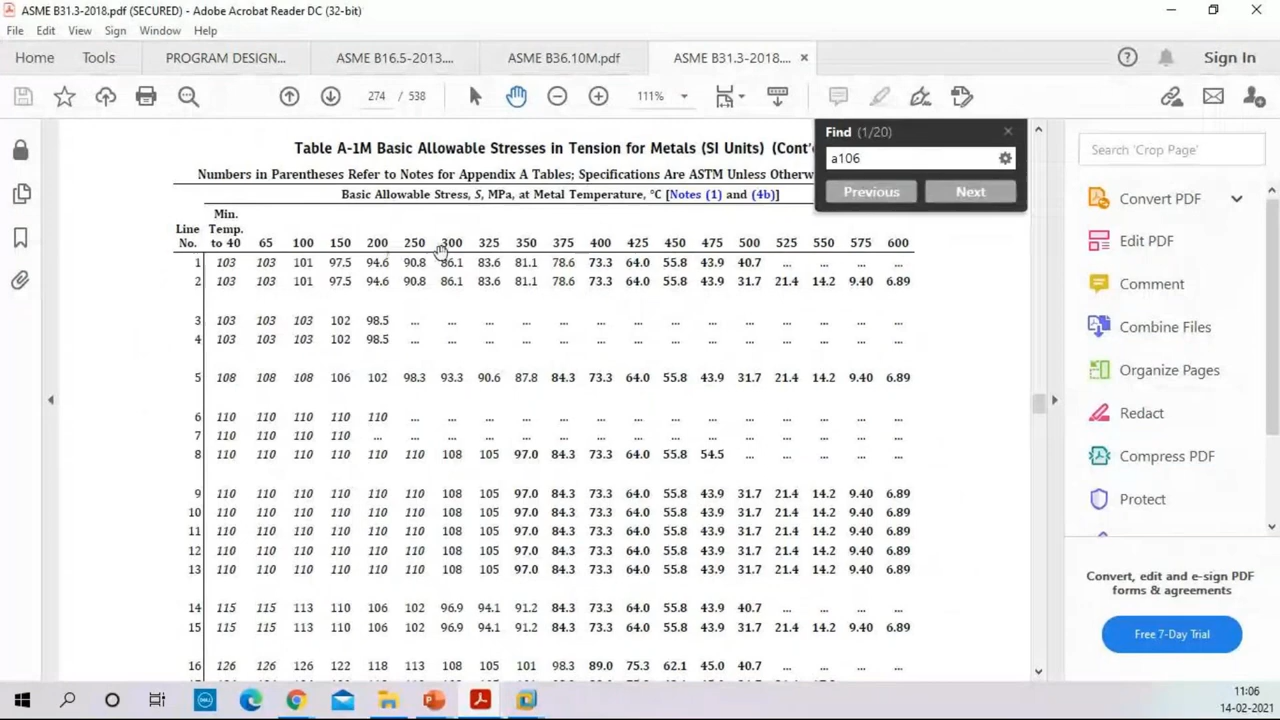 ASME B31.3-2018.pdf (SECURED) - Adobe Acrobat Reader DC (32-bit)
File Edit View Sign Window Help
Home Tools PROGRAM DESIGN... ASME B16.5-2013.... ASME B36.10M.pdf ASME B31.3-2018.... × Sign In
274 / 538 111%
Find (1/20)
a106
Previous Next
Table A-1M Basic Allowable Stresses in Tension for Metals (SI Units) (Cont'
Numbers in Parentheses Refer to Notes for Appendix A Tables; Specifications Are ASTM Unless Otherw
Basic Allowable Stress, S, MPa, at Metal Temperature, °C [Notes (1) and (4b)]
Line No. Min. Temp. to 40 65 100 150 200 250 300 325 350 375 400 425 450 475 500 525 550 575 600
1 103 103 101 97.5 94.6 90.8 86.1 83.6 81.1 78.6 73.3 64.0 55.8 43.9 40.7 ... ... ... ...
2 103 103 101 97.5 94.6 90.8 86.1 83.6 81.1 78.6 73.3 64.0 55.8 43.9 31.7 21.4 14.2 9.40 6.89
3 103 103 103 102 98.5 ... ... ... ... ... ... ... ... ... ... ... ... ... ...
4 103 103 103 102 98.5 ... ... ... ... ... ... ... ... ... ... ... ... ... ...
5 108 108 108 106 102 98.3 93.3 90.6 87.8 84.3 73.3 64.0 55.8 43.9 31.7 21.4 14.2 9.40 6.89
6 110 110 110 110 110 ... ... ... ... ... ... ... ... ... ... ... ... ... ...
7 110 110 110 110 ... ... ... ... ... ... ... ... ... ... ... ... ... ... ...
110 110 110 110 110 110 108 105 97.0 84.3 73.3 64.0 55.8 54.5 ... ... ... ... ...
9 110 110 110 110 110 110 108 105 97.0 84.3 73.3 64.0 55.8 43.9 31.7 21.4 14.2 9.40 6.89
10 110 110 110 110 110 110 108 105 97.0 84.3 73.3 64.0 55.8 43.9 31.7 21.4 14.2 9.40 6.89
11 110 110 110 110 110 110 108 105 97.0 84.3 73.3 64.0 55.8 43.9 31.7 21.4 14.2 9.40 6.89
12 110 110 110 110 110 110 108 105 97.0 84.3 73.3 64.0 55.8 43.9 31.7 21.4 14.2 9.40 6.89
13 110 110 110 110 110 110 108 105 97.0 84.3 73.3 64.0 55.8 43.9 31.7 21.4 14.2 9.40 6.89
14 115 115 113 110 106 102 96.9 94.1 91.2 84.3 73.3 64.0 55.8 43.9 40.7 ... ... ... ...
15 115 115 113 110 106 102 96.9 94.1 91.2 84.3 73.3 64.0 55.8 43.9 31.7 21.4 14.2 9.40 6.89
16 126 126 126 122 118 113 108 105 101 98.3 89.0 75.3 62.1 45.0 40.7 ... ... ... ...
Search 'Crop Page'
Convert PDF
Edit PDF
Comment
Combine Files
Organize Pages
Redact
Compress PDF
Protect
Convert, edit and e-sign PDF
forms & agreements
Free 7-Day Trial
11:06
14-02-2021